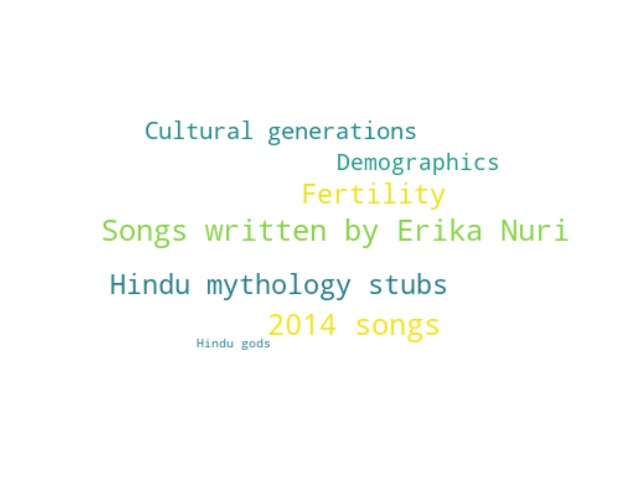 Cultural generations
Demographics
Fertility
Songs written by Erika Nuri
Hindu mythology stubs
2014 songs
Hindu gods